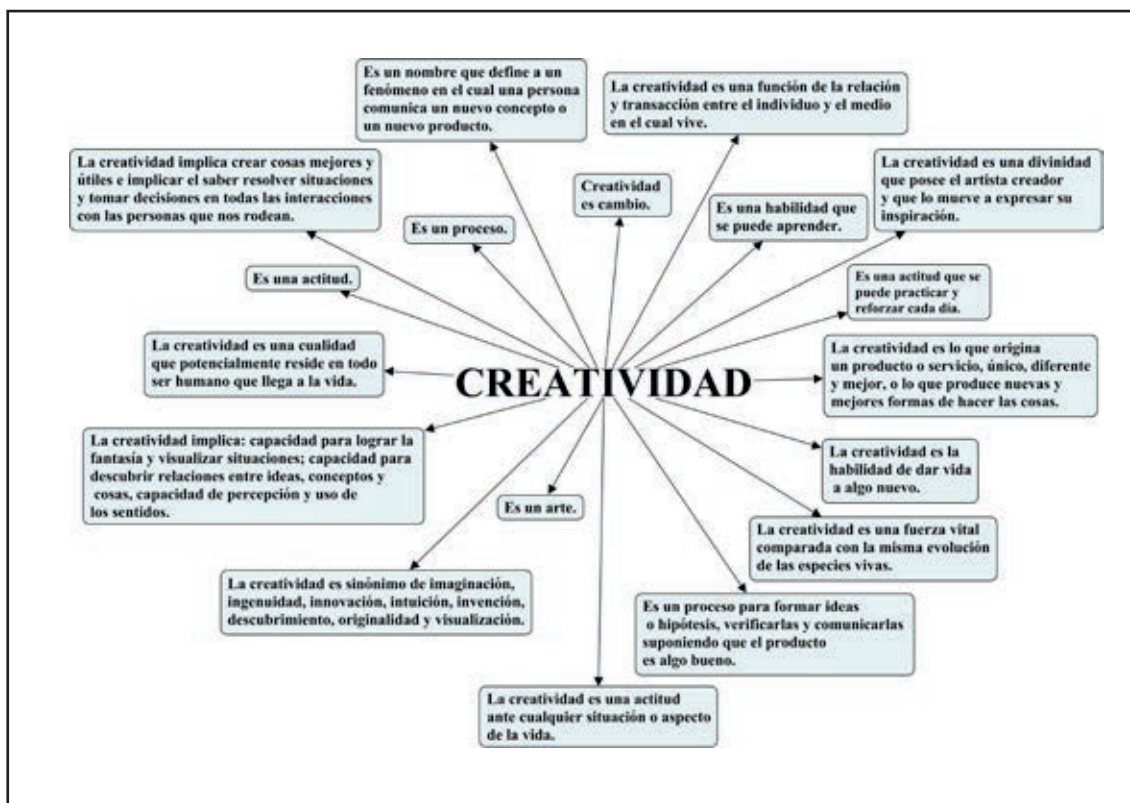 Es un nombre que define a un
fenómeno en el cual una persona
comunica un nuevo concepto o
un nuevo producto.
La creatividad es una función de la relación
y transacción entre el individuo y el medio
en el cual vive.
La creatividad implica crear cosas mejores y
útiles e implicar el saber resolver situaciones
y tomar decisiones en todas las interacciones
con las personas que nos rodean.
Creatividad
es cambio.
La creatividad es una divinidad
que posee el artista creador
y que lo mueve a expresar su
inspiración.
Es un proceso.
Es una habilidad que
se puede aprender.
Es una actitud.
Es una actitud que se
puede practicar y
reforzar cada día.
La creatividad es una cualidad
que potencialmente reside en todo
ser humano que llega a la vida.
CREATIVIDAD
La creatividad es lo que origina
un producto o servicio, único, diferente
y mejor, o lo que produce nuevas y
mejores formas de hacer las cosas.
La creatividad implica: capacidad para lograr la
fantasía y visualizar situaciones; capacidad para
descubrir relaciones entre ideas, conceptos y
cosas, capacidad de percepción y uso de
los sentidos.
La creatividad es la
habilidad de dar vida
a algo nuevo.
Es un arte.
La creatividad es una fuerza vital
comparada con la misma evolución
de las especies vivas.
La creatividad es sinónimo de imaginación,
ingenuidad, innovación, intuición, invención,
descubrimiento, originalidad y visualización.
Es un proceso para formar ideas
o hipótesis, verificarlas y comunicarlas
suponiendo que el producto
es algo bueno.
La creatividad es una actitud
ante cualquier situación o aspecto
de la vida.